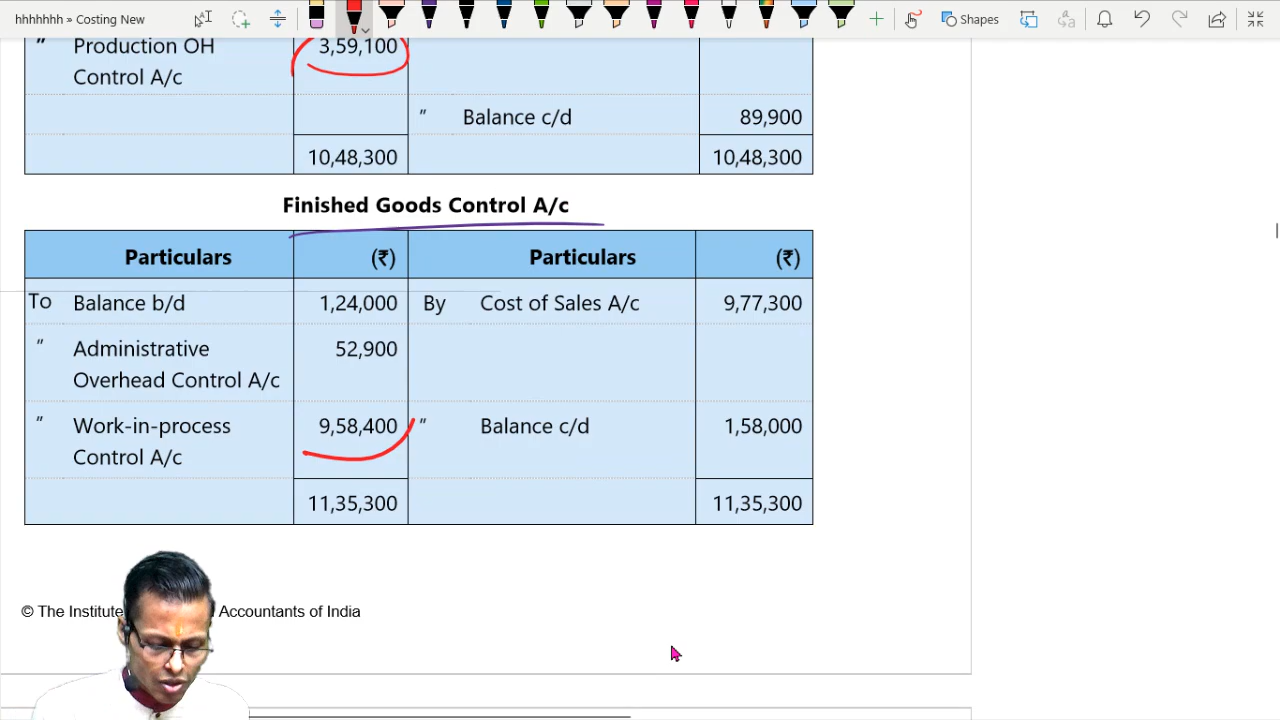 hhhhhhh » Costing New
Shapes
" Production OH 3,59,100
Control A/c
" Balance c/d 89,900
10,48,300 10,48,300
Finished Goods Control A/c
Particulars (₹) Particulars (₹)
To Balance b/d 1,24,000 By Cost of Sales A/c 9,77,300
" Administrative 52,900
Overhead Control A/c
" Work-in-process 9,58,400 " Balance c/d 1,58,000
Control A/c
11,35,300 11,35,300
© The Institute Accountants of India